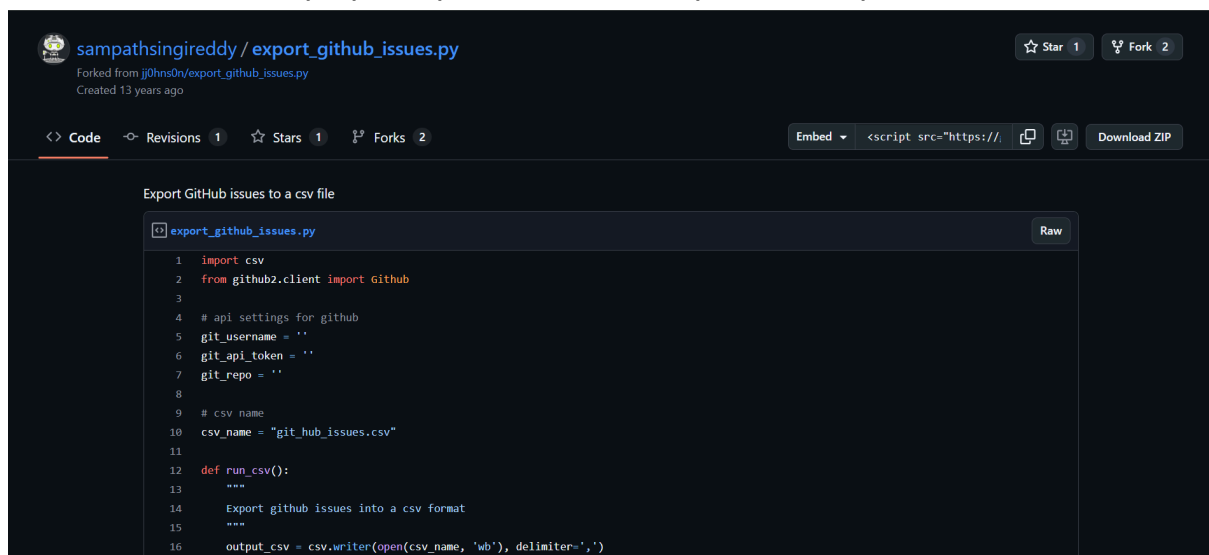 sampathsingireddy / export_github_issues.py
Star 1
Fork 2
Forked from jj0hns0n/export_github_issues.py
Created 13 years ago
<> Code
Revisions 1
Stars 1
Forks 2
Embed
<script src="https://
Download ZIP
Export GitHub issues to a csv file
export_github_issues.py
Raw
1 import csv
2 from github2.client import Github
3
4 # api settings for github
5 git_username = ''
6 git_api_token = ''
7 git_repo = ''
8
9 # csv name
10 csv_name = "git_hub_issues.csv"
11
12 def run_csv():
13 """
14 Export github issues into a csv format
15 """
16 output_csv = csv.writer(open(csv_name, 'wb'), delimiter=',')